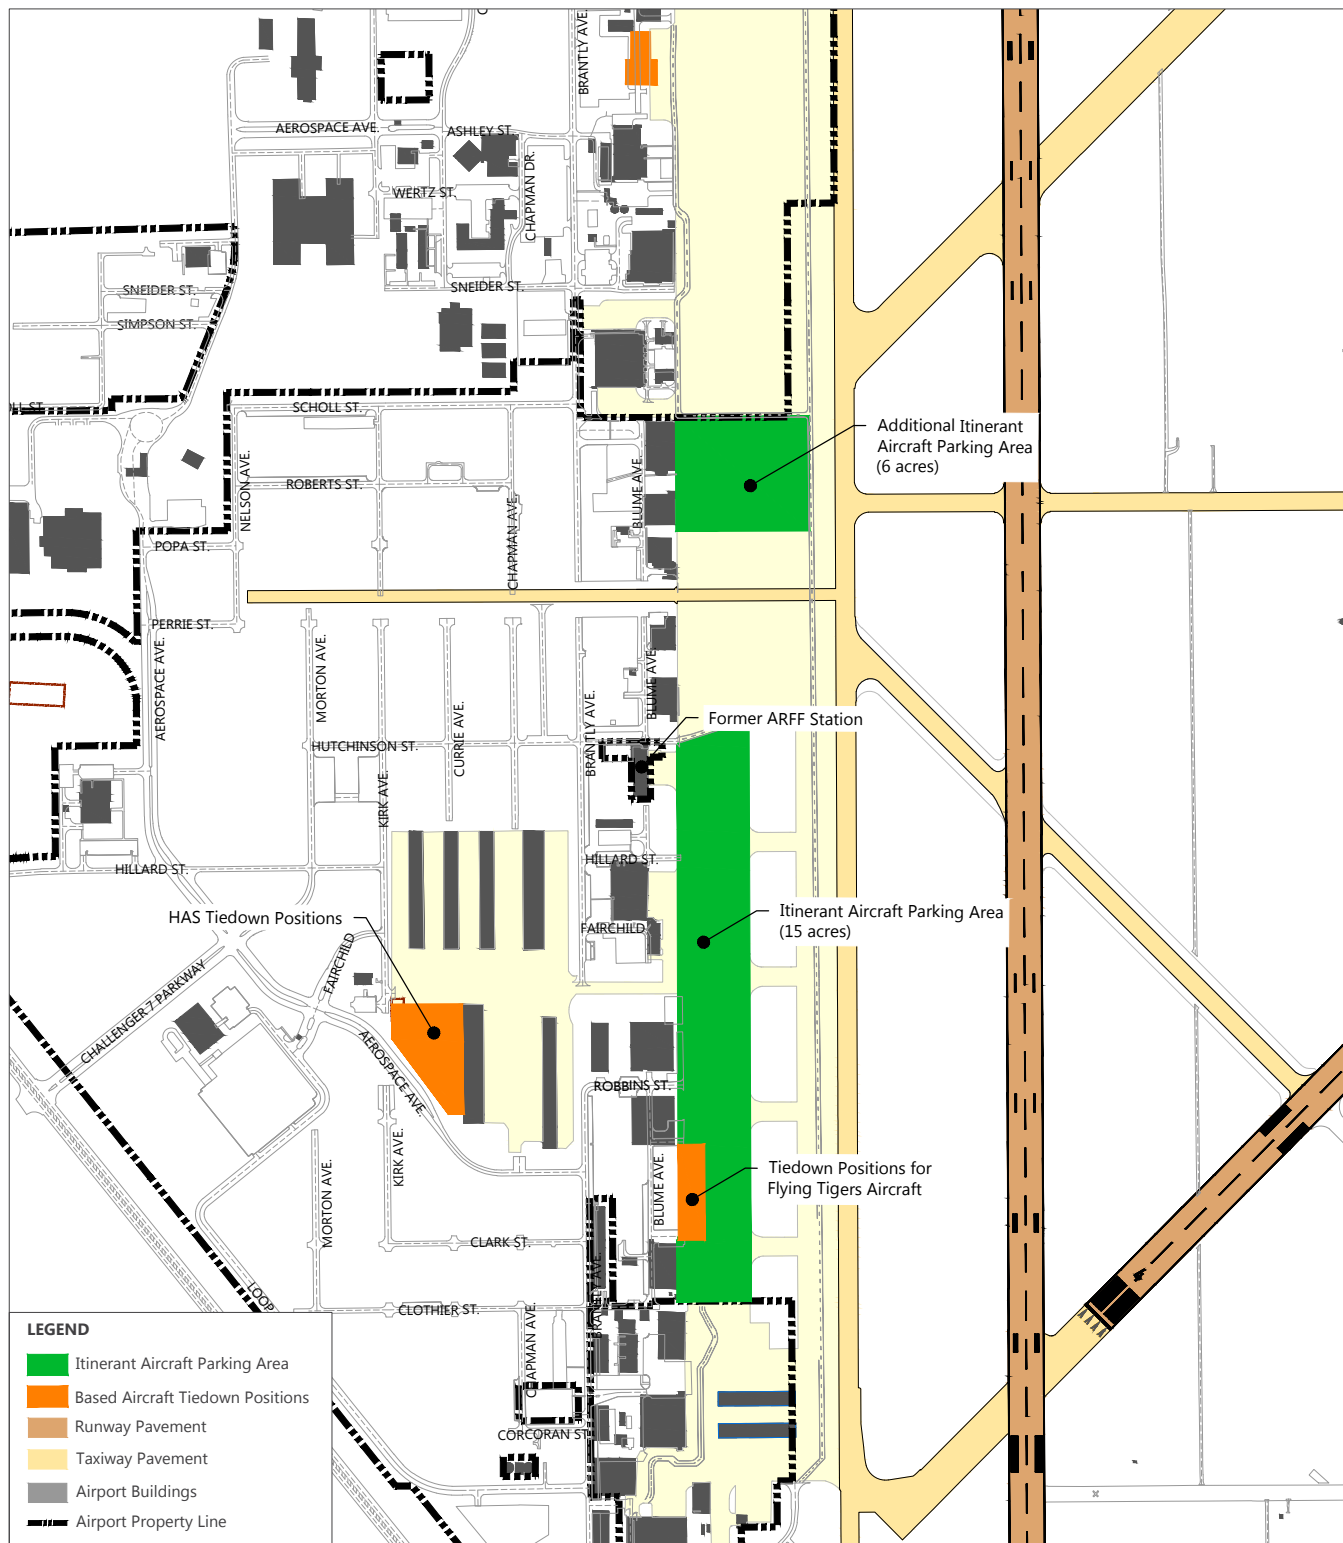 BRANTLY AVE.
AEROSPACE AVE.
ASHLEY ST.
CHAPMAN DR.
WERTZ ST.
SNEIDER ST.
SNEIDER ST.
SIMPSON ST.
SCHOLL ST.
NELSON AVE.
ROBERTS ST.
CHAPMAN AVE.
BLUME AVE.
Additional Itinerant
Aircraft Parking Area
(6 acres)
POPA ST.
PERRIE ST.
AEROSPACE AVE.
MORTON AVE.
HUTCHINSON ST.
KIRK AVE.
CURRIE AVE.
BRANTLY AVE.
BLUME AVE.
Former ARFF Station
HILLARD ST.
HILLARD ST.
HAS Tiedown Positions
FAIRCHILD
FAIRCHILD
Itinerant Aircraft Parking Area
(15 acres)
CHALLENGER 7 PARKWAY
AEROSPACE AVE.
ROBBINS ST.
KIRK AVE.
MORTON AVE.
BLUME AVE.
Tiedown Positions for
Flying Tigers Aircraft
CLARK ST.
BRANTLY AVE.
LOOP
CLOTHIER ST.
CHAPMAN AVE.
CORCORAN ST.
LEGEND
Itinerant Aircraft Parking Area
Based Aircraft Tiedown Positions
Runway Pavement
Taxiway Pavement
Airport Buildings
Airport Property Line